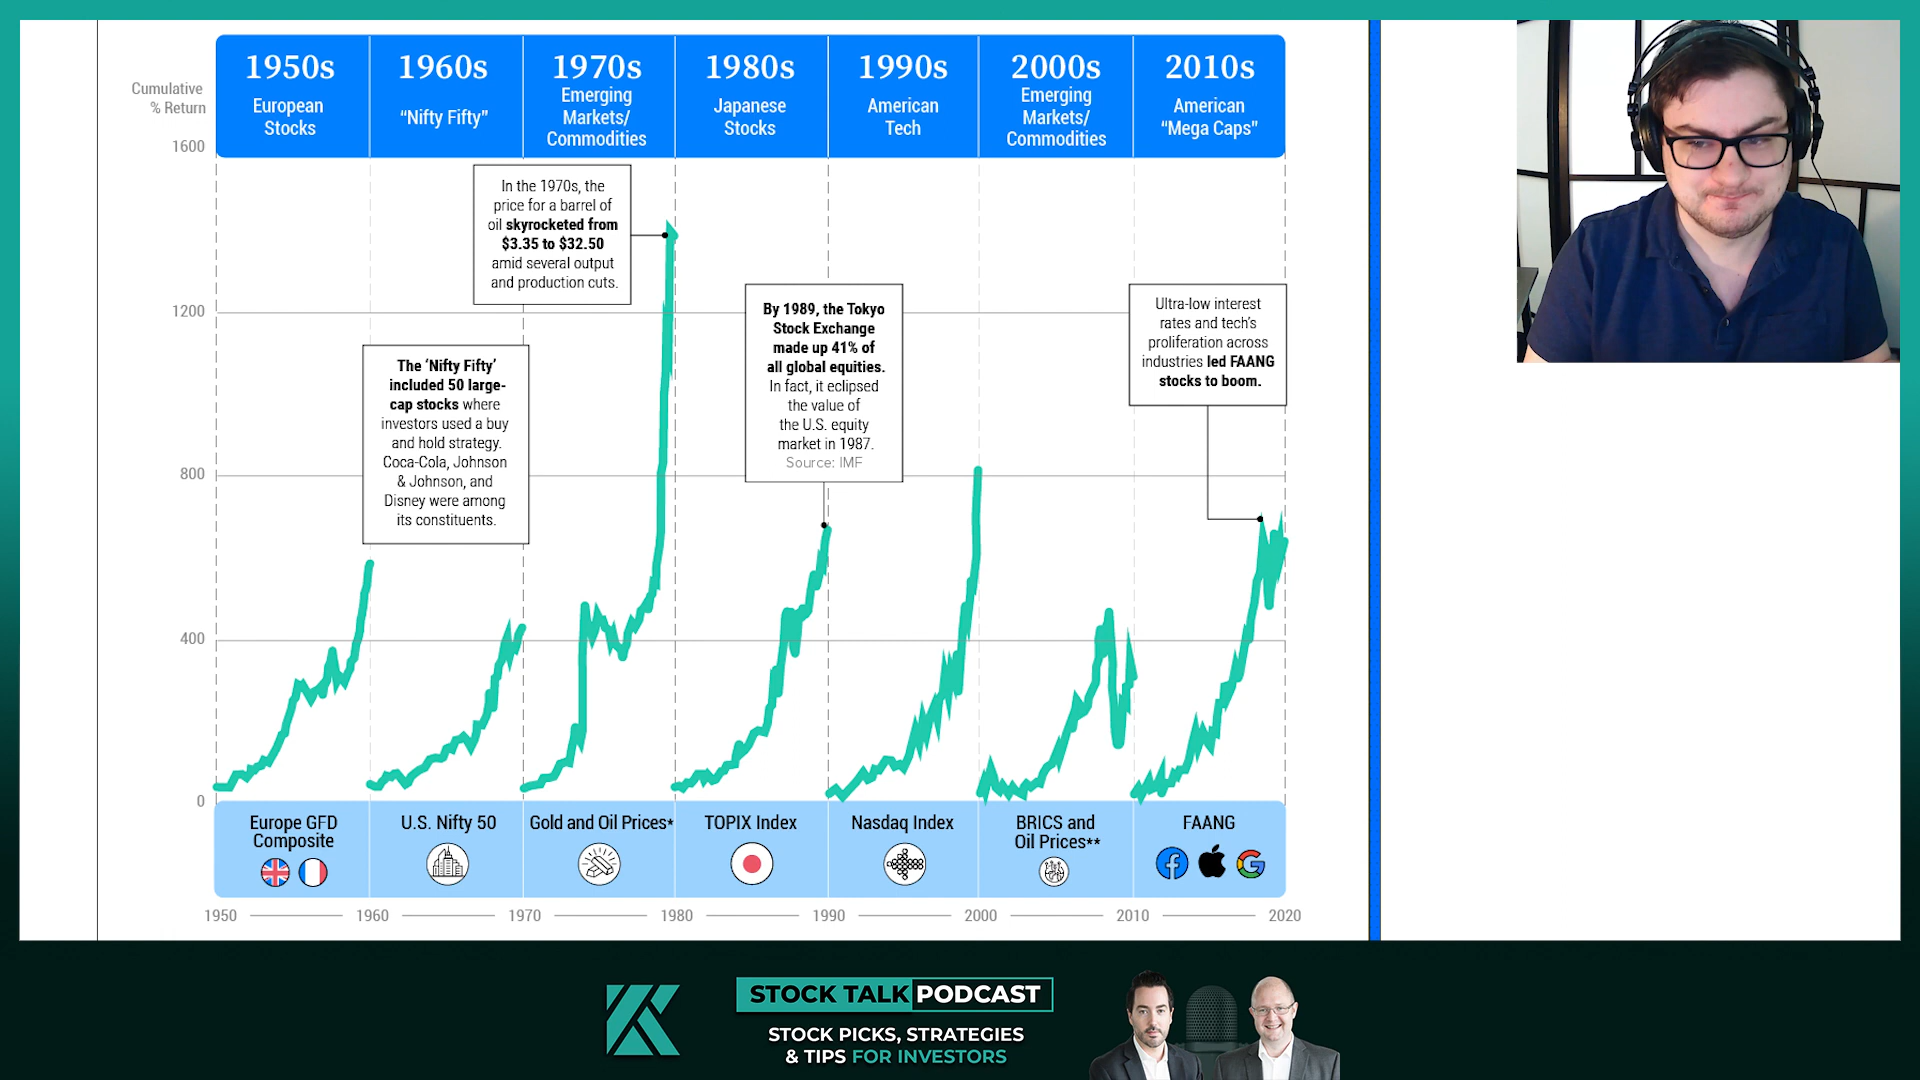 1950s
European
Stocks
1960s
“Nifty Fifty”
1970s
Emerging
Markets/
Commodities
1980s
Japanese
Stocks
1990s
American
Tech
2000s
Emerging
Markets/
Commodities
2010s
American
“Mega Caps”
Cumulative
% Return
1600
1200
800
400
0
The ‘Nifty Fifty’
included 50 large-
cap stocks where
investors used a buy
and hold strategy.
Coca-Cola, Johnson
& Johnson, and
Disney were among
its constituents.
In the 1970s, the
price for a barrel of
oil skyrocketed from
$3.35 to $32.50
amid several output
and production cuts.
By 1989, the Tokyo
Stock Exchange
made up 41% of
all global equities.
In fact, it eclipsed
the value of
the U.S. equity
market in 1987.
Source: IMF
Ultra-low interest
rates and tech’s
proliferation across
industries led FAANG
stocks to boom.
Europe GFD
Composite
U.S. Nifty 50
Gold and Oil Prices*
TOPIX Index
Nasdaq Index
BRICS and
Oil Prices**
FAANG
1950
1960
1970
1980
1990
2000
2010
2020
STOCK TALK PODCAST
STOCK PICKS, STRATEGIES
& TIPS FOR INVESTORS